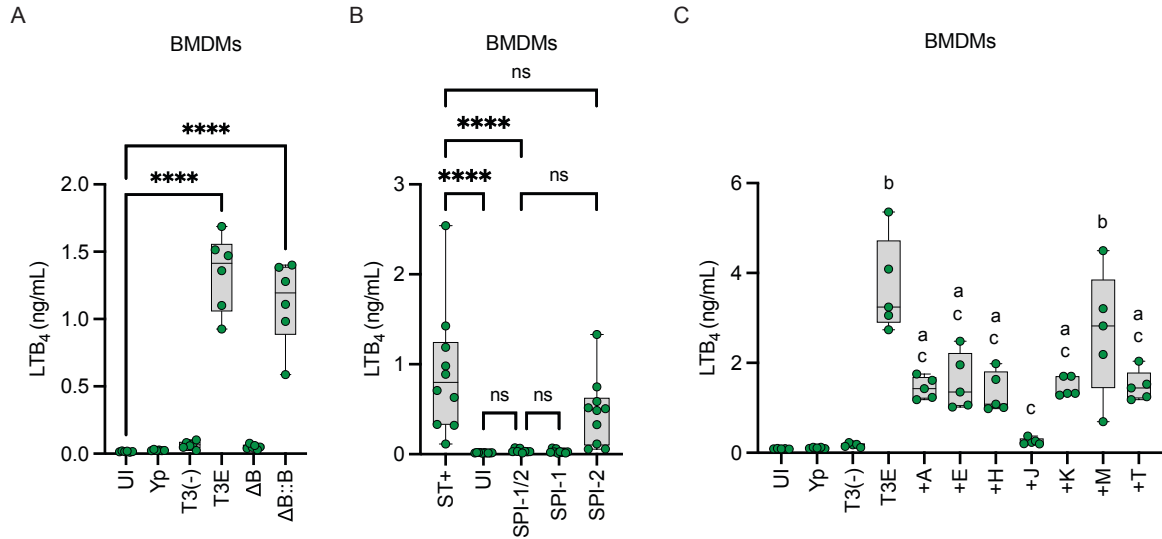 A
BMDMs
****
****
LTB4 (ng/mL)
2.0
1.5
1.0
0.5
0.0
UI
Yp
T3(-)
T3E
ΔB
ΔB::B
B
BMDMs
ns
****
****
ns
ns
ns
LTB4 (ng/mL)
3
2
1
0
ST+
UI
SPI-1/2
SPI-1
SPI-2
C
BMDMs
LTB4 (ng/mL)
6
4
2
0
b
a
c
a
c
a
c
c
a
c
b
a
c
UI
Yp
T3(-)
T3E
+A
+E
+H
+J
+K
+M
+T